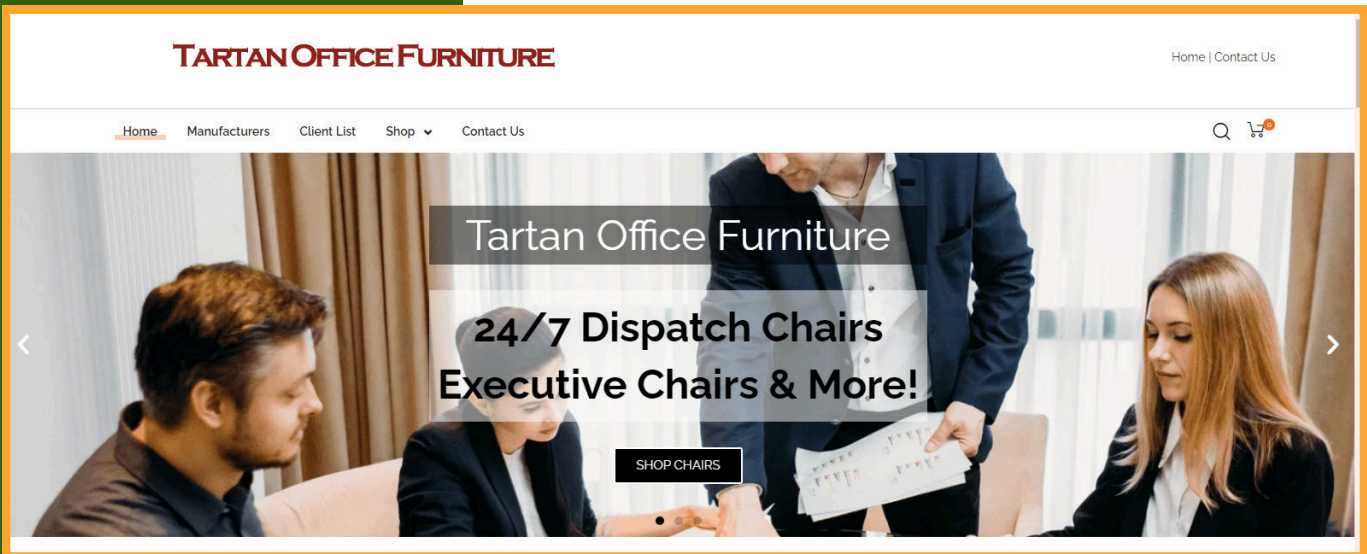 TARTAN OFFICE FURNITURE
Home | Contact Us
Home Manufacturers Client List Shop Contact Us
0
Tartan Office Furniture
24/7 Dispatch Chairs
Executive Chairs & More!
SHOP CHAIRS